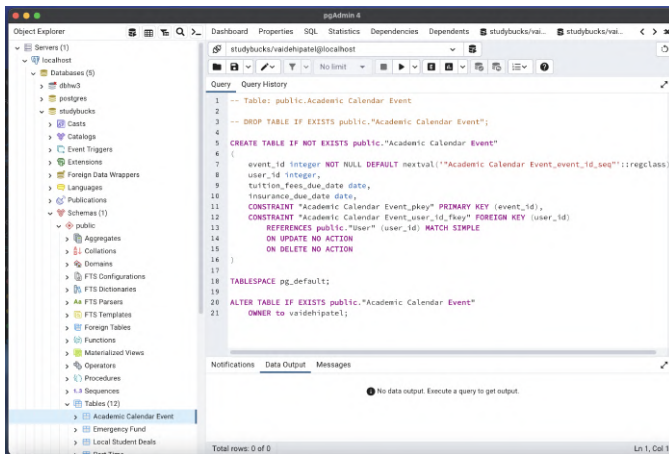 pgAdmin 4
Object Explorer
Dashboard Properties SQL Statistics Dependencies Dependents studybucks/vai... studybucks/vai...
Servers (1)
localhost
Databases (5)
dbhw3
postgres
studybucks
Casts
Catalogs
Event Triggers
Extensions
Foreign Data Wrappers
Languages
Publications
Schemas (1)
public
Aggregates
Collations
Domains
FTS Configurations
FTS Dictionaries
FTS Parsers
FTS Templates
Foreign Tables
Functions
Materialized Views
Operators
Procedures
Sequences
Tables (12)
Academic Calendar Event
Emergency Fund
Local Student Deals
studybucks/vaidehipatel@localhost
No limit
Query Query History
1 -- Table: public.Academic Calendar Event
2
3 -- DROP TABLE IF EXISTS public."Academic Calendar Event";
4
5 CREATE TABLE IF NOT EXISTS public."Academic Calendar Event"
6 (
7 event_id integer NOT NULL DEFAULT nextval('"Academic Calendar Event_event_id_seq"'::regclass)
8 user_id integer,
9 tuition_fees_due_date date,
10 insurance_due_date date,
11 CONSTRAINT "Academic Calendar Event_pkey" PRIMARY KEY (event_id),
12 CONSTRAINT "Academic Calendar Event_user_id_fkey" FOREIGN KEY (user_id)
13 REFERENCES public."User" (user_id) MATCH SIMPLE
14 ON UPDATE NO ACTION
15 ON DELETE NO ACTION
16 )
17
18 TABLESPACE pg_default;
19
20 ALTER TABLE IF EXISTS public."Academic Calendar Event"
21 OWNER to vaidehipatel;
Notifications Data Output Messages
No data output. Execute a query to get output.
Total rows: 0 of 0
Ln 1, Col 1